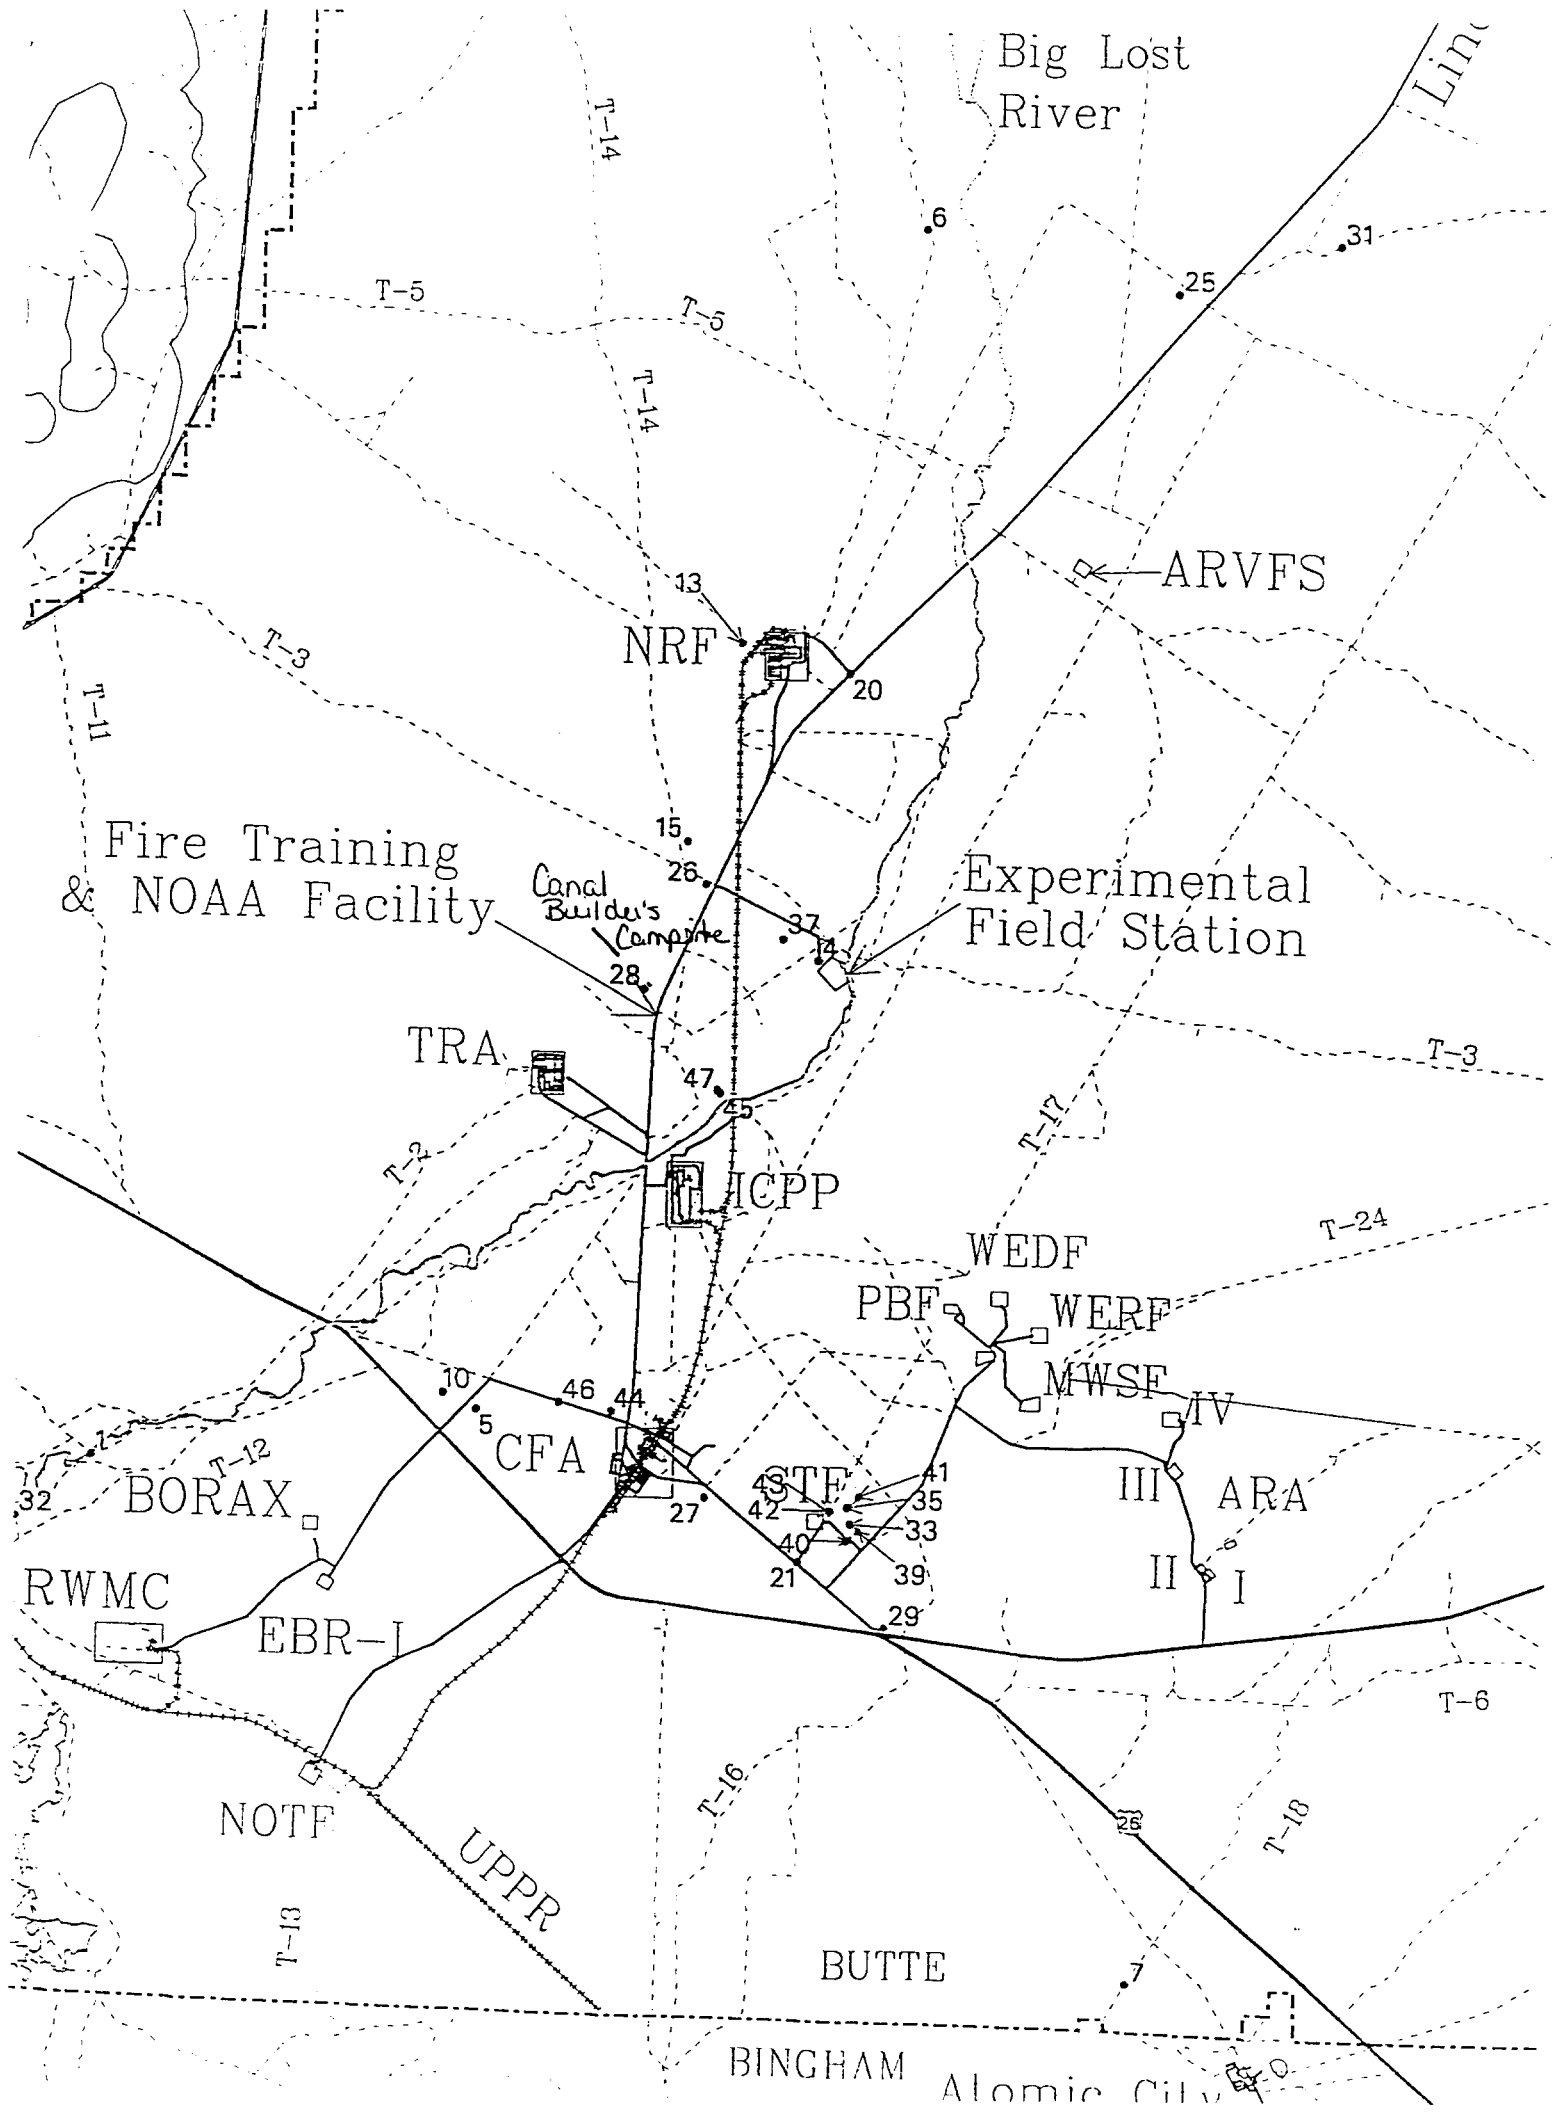 Big Lost
River
T-14
6
31
25
T-5
T-5
T-14
ARVFS
13
NRF
20
T-3
T-11
15
Fire Training
& NOAA Facility
26
Canal
Builder's
Campsite
37
14
Experimental
Field Station
28
TRA
T-3
47
45
T-17
T-2
ICPP
T-24
WEDF
PBF
WERF
MWSF
IV
10
46
44
5
CFA
1
T-12
BORAX
32
43
STF
41
42
35
III
ARA
27
33
40
39
21
II
I
RWMC
EBR-I
29
T-6
NOTF
T-16
26
T-18
UPPR
T-13
BUTTE
7
BINGHAM
Atomic City